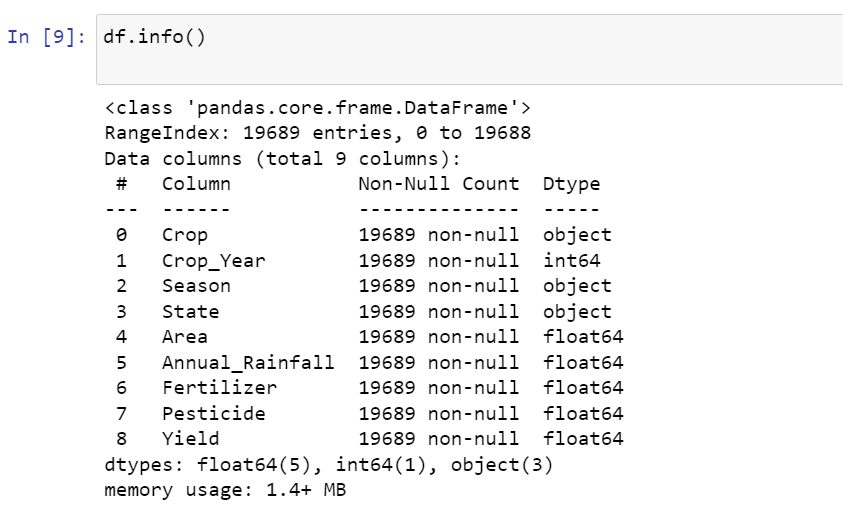 In [9]: df.info()
<class 'pandas.core.frame.DataFrame'>
RangeIndex: 19689 entries, 0 to 19688
Data columns (total 9 columns):
 #   Column           Non-Null Count  Dtype
---  ------           --------------  -----
 0   Crop             19689 non-null  object
 1   Crop_Year        19689 non-null  int64
 2   Season           19689 non-null  object
 3   State            19689 non-null  object
 4   Area             19689 non-null  float64
 5   Annual_Rainfall  19689 non-null  float64
 6   Fertilizer       19689 non-null  float64
 7   Pesticide        19689 non-null  float64
 8   Yield            19689 non-null  float64
dtypes: float64(5), int64(1), object(3)
memory usage: 1.4+ MB